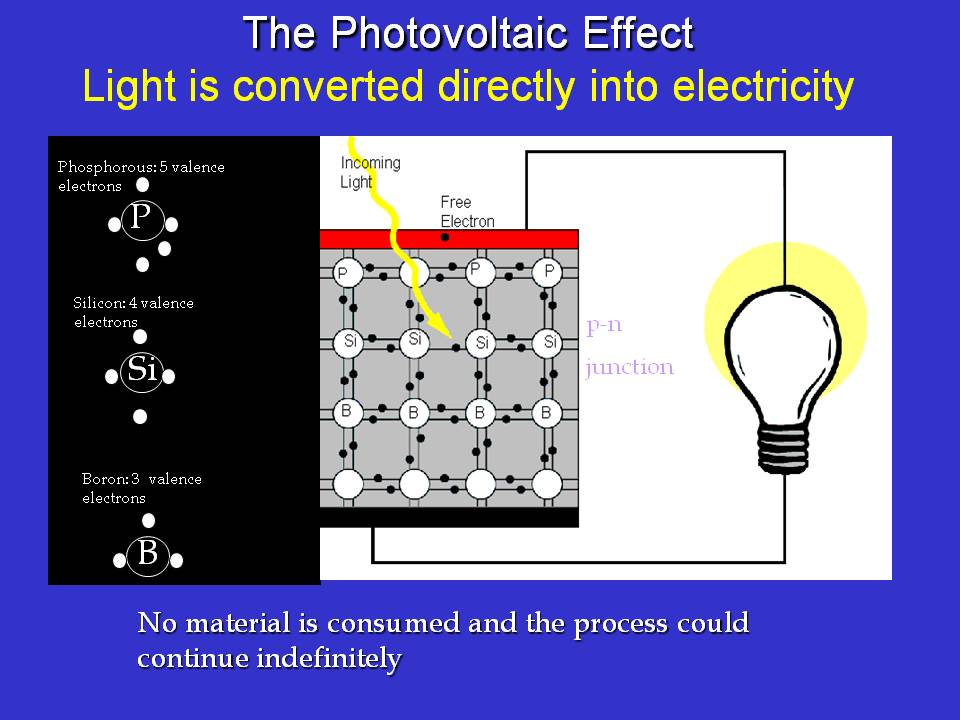 The Photovoltaic Effect
Light is converted directly into electricity
Phosphorous: 5 valence
electrons
P
Silicon: 4 valence
electrons
Si
Boron: 3 valence
electrons
B
Incoming
Light
Free
Electron
P P P
Si Si Si Si
B B B B
p-n
junction
No material is consumed and the process could
continue indefinitely